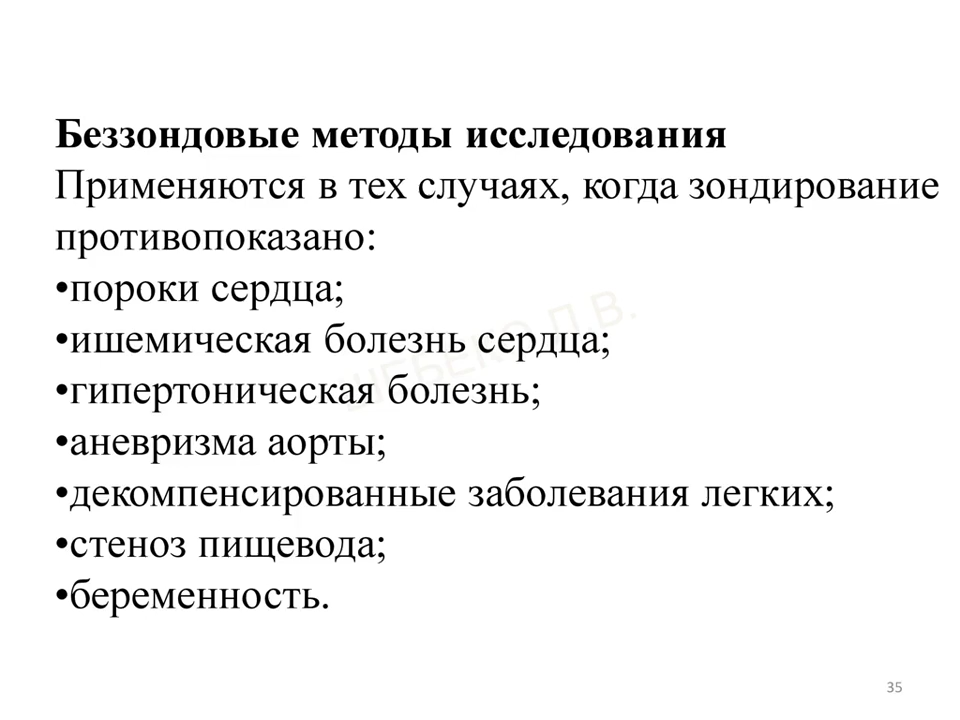 Беззондовые методы исследования
Применяются в тех случаях, когда зондирование
противопоказано:
•пороки сердца;
•ишемическая болезнь сердца;
•гипертоническая болезнь;
•аневризма аорты;
•декомпенсированные заболевания легких;
•стеноз пищевода;
•беременность.
35